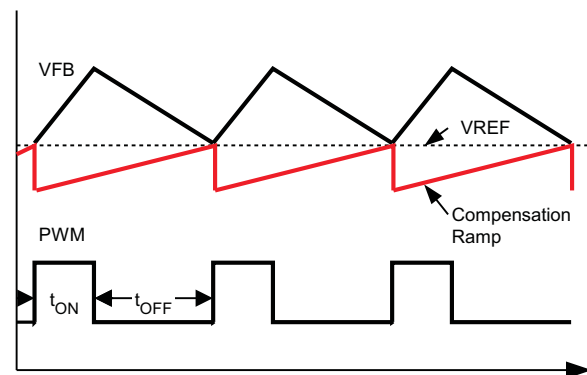 VFB
VREF
Compensation
Ramp
PWM
tON
tOFF